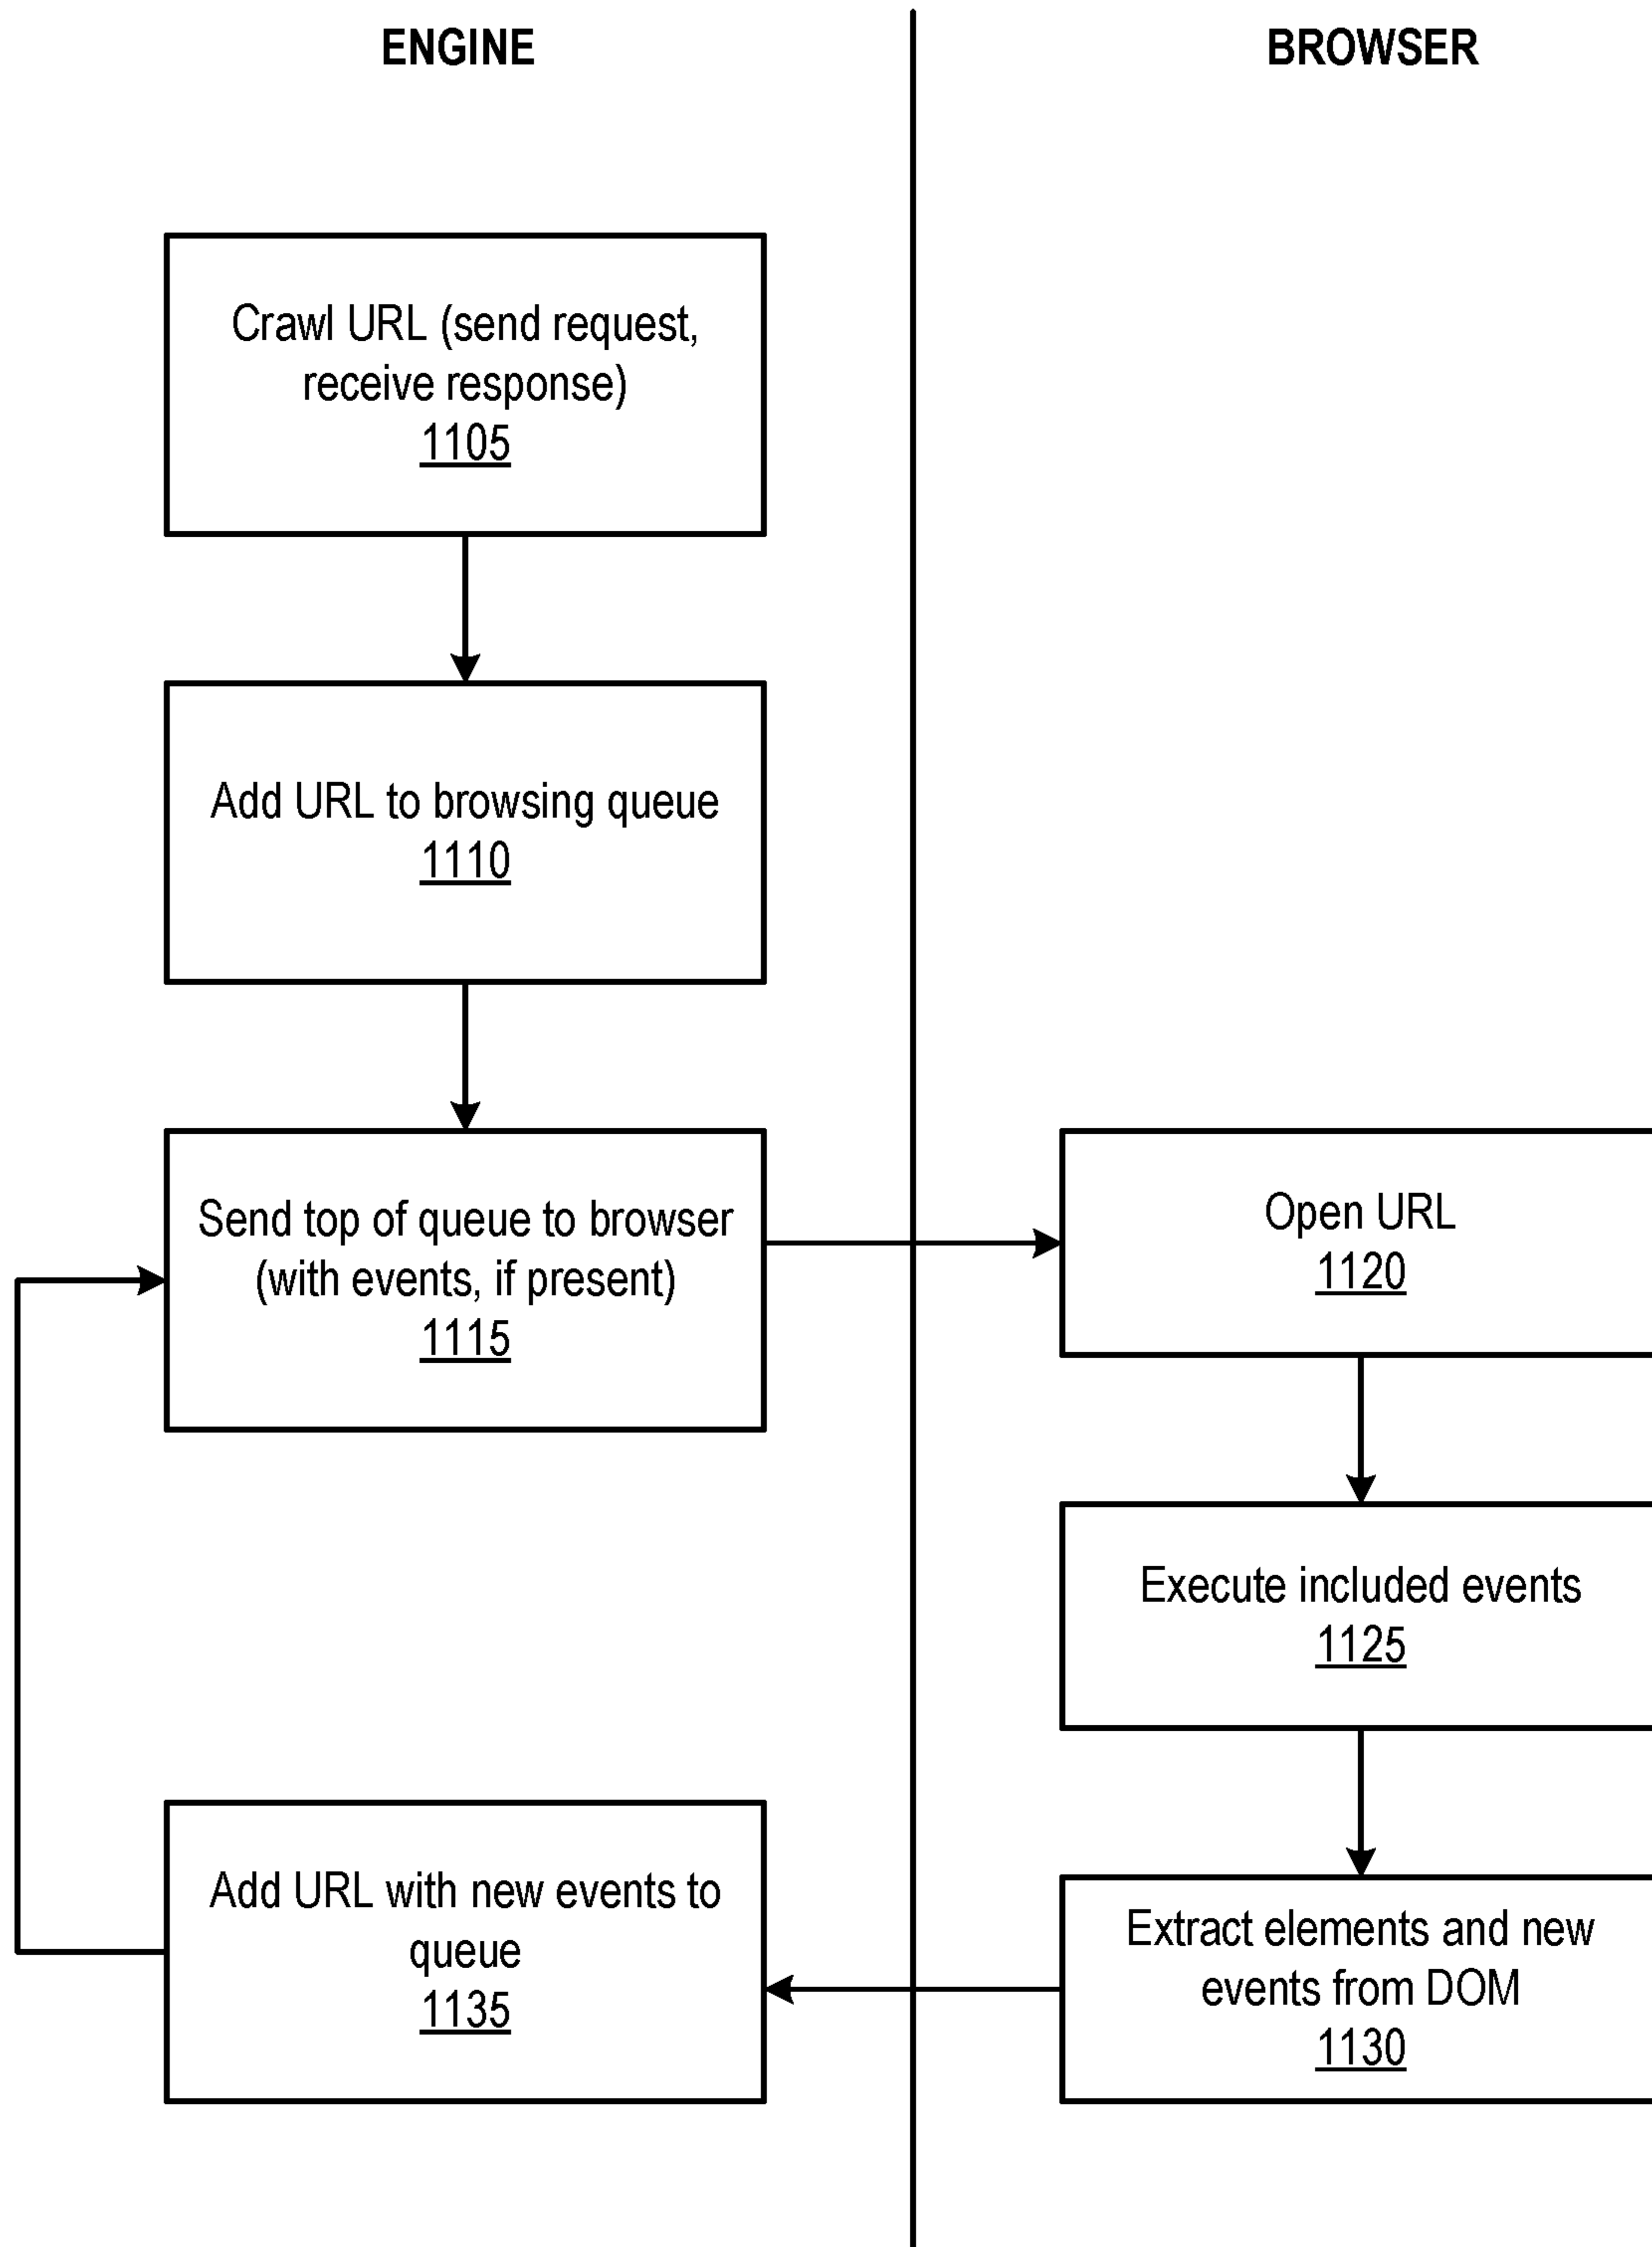 ENGINE
BROWSER
Crawl URL (send request,
receive response)
1105
Add URL to browsing queue
1110
Send top of queue to browser
(with events, if present)
1115
Open URL
1120
Execute included events
1125
Extract elements and new
events from DOM
1130
Add URL with new events to
queue
1135